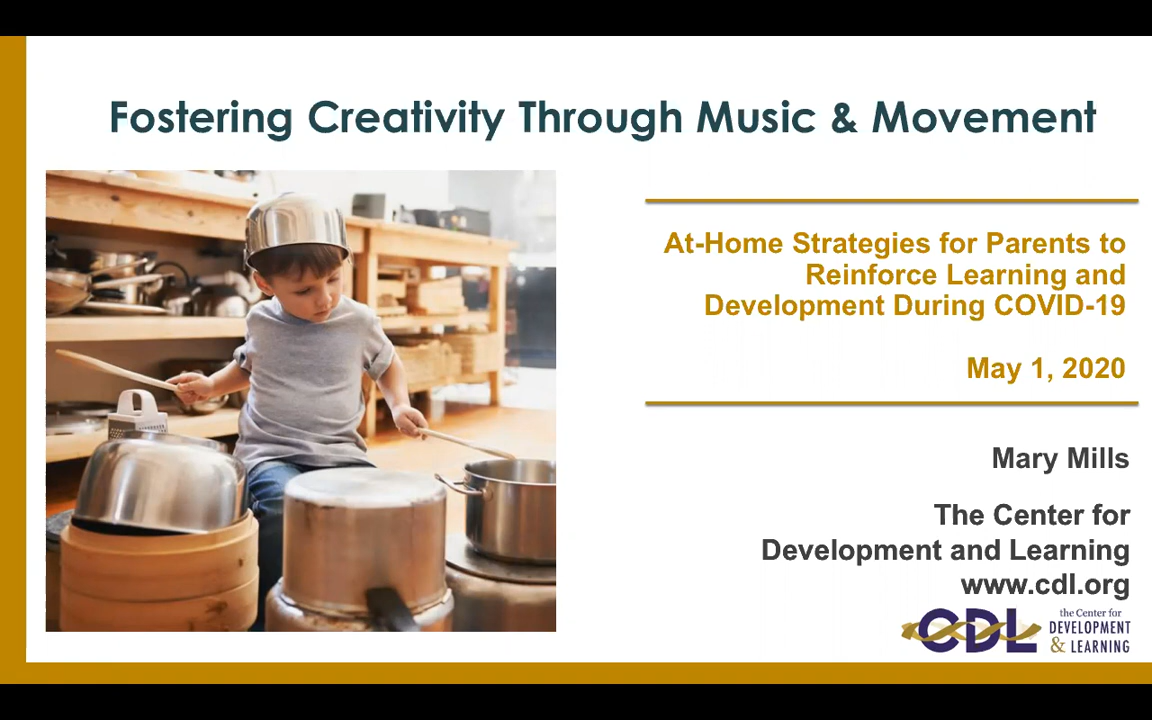 Fostering Creativity Through Music & Movement
At-Home Strategies for Parents to
Reinforce Learning and
Development During COVID-19
May 1, 2020
Mary Mills
The Center for
Development and Learning
www.cdl.org
CDL
the Center for
DEVELOPMENT
& LEARNING